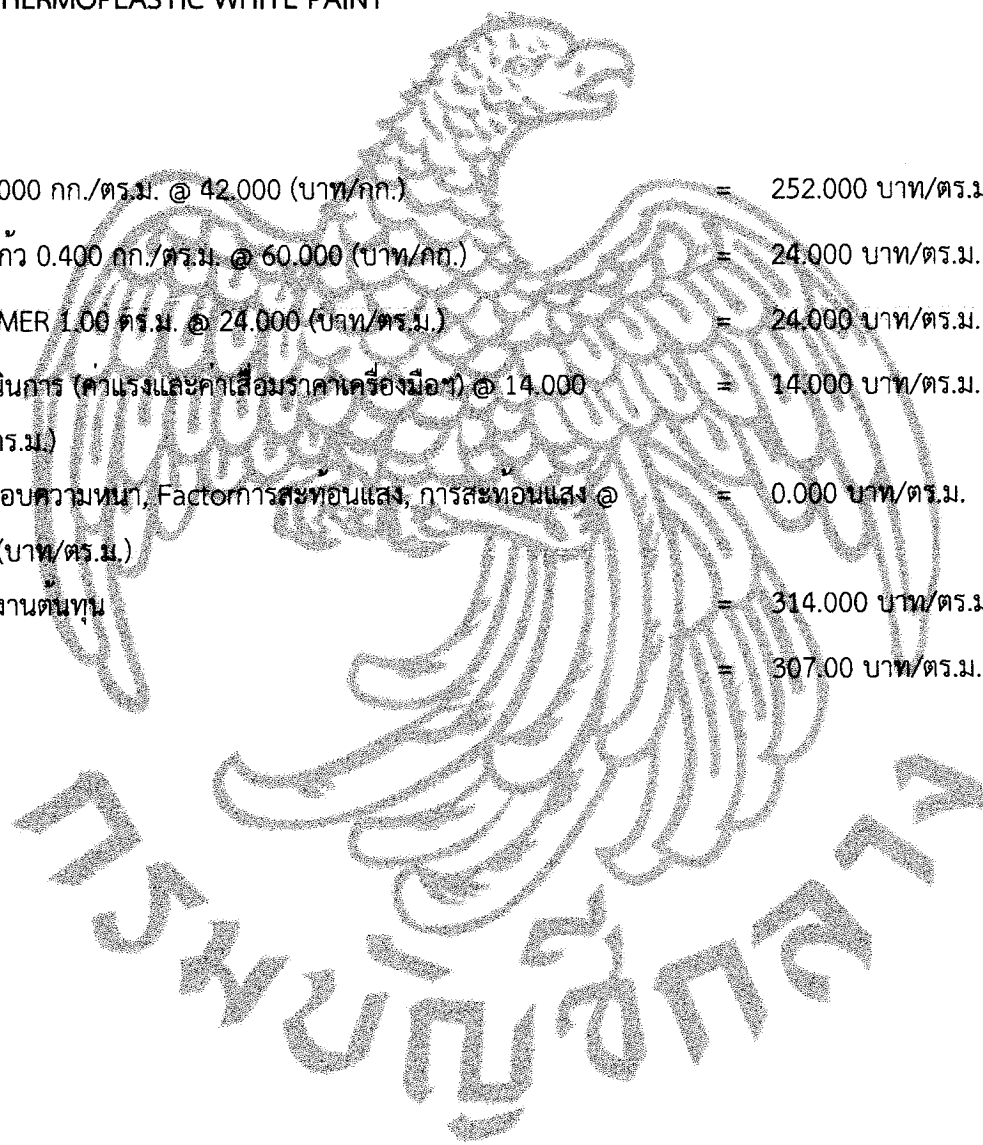 THERMOPLASTIC WHITE PAINT
000 กก./ตร.ม. @ 42.000 (บาท/กก.) = 252.000 บาท/ตร.ม
ก้ว 0.400 กก./ตร.ม. @ 60.000 (บาท/กก.) = 24.000 บาท/ตร.ม.
MER 1.00 ตร.ม. @ 24.000 (บาท/ตร.ม.) = 24.000 บาท/ตร.ม.
นินการ (ค่าแรงและค่าเสื่อมราคาเครื่องมือฯ) @ 14.000 = 14.000 บาท/ตร.ม.
ตร.ม.)
อบความหนา, Factorการสะท้อนแสง, การสะท้อนแสง @ = 0.000 บาท/ตร.ม.
(บาท/ตร.ม.)
งานต้นทุน = 314.000 บาท/ตร.ม
= 307.00 บาท/ตร.ม.
กรมบัญชีกลาง